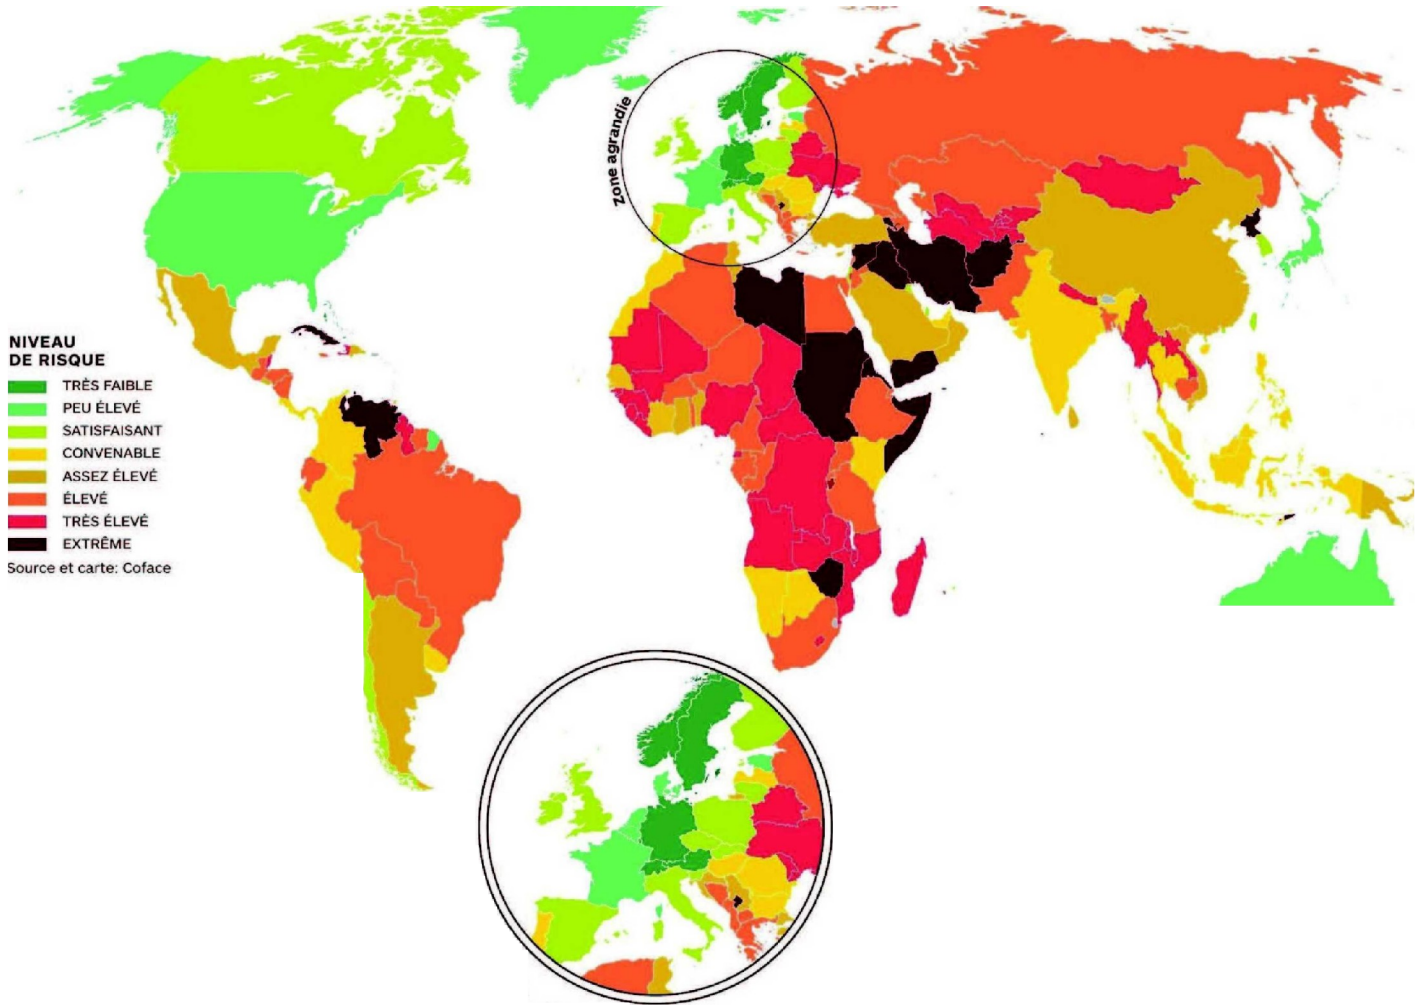 zone agrandie
NIVEAU
DE RISQUE
TRÈS FAIBLE
PEU ÉLEVÉ
SATISFAISANT
CONVENABLE
ASSEZ ÉLEVÉ
ÉLEVÉ
TRÈS ÉLEVÉ
EXTRÊME
Source et carte: Coface